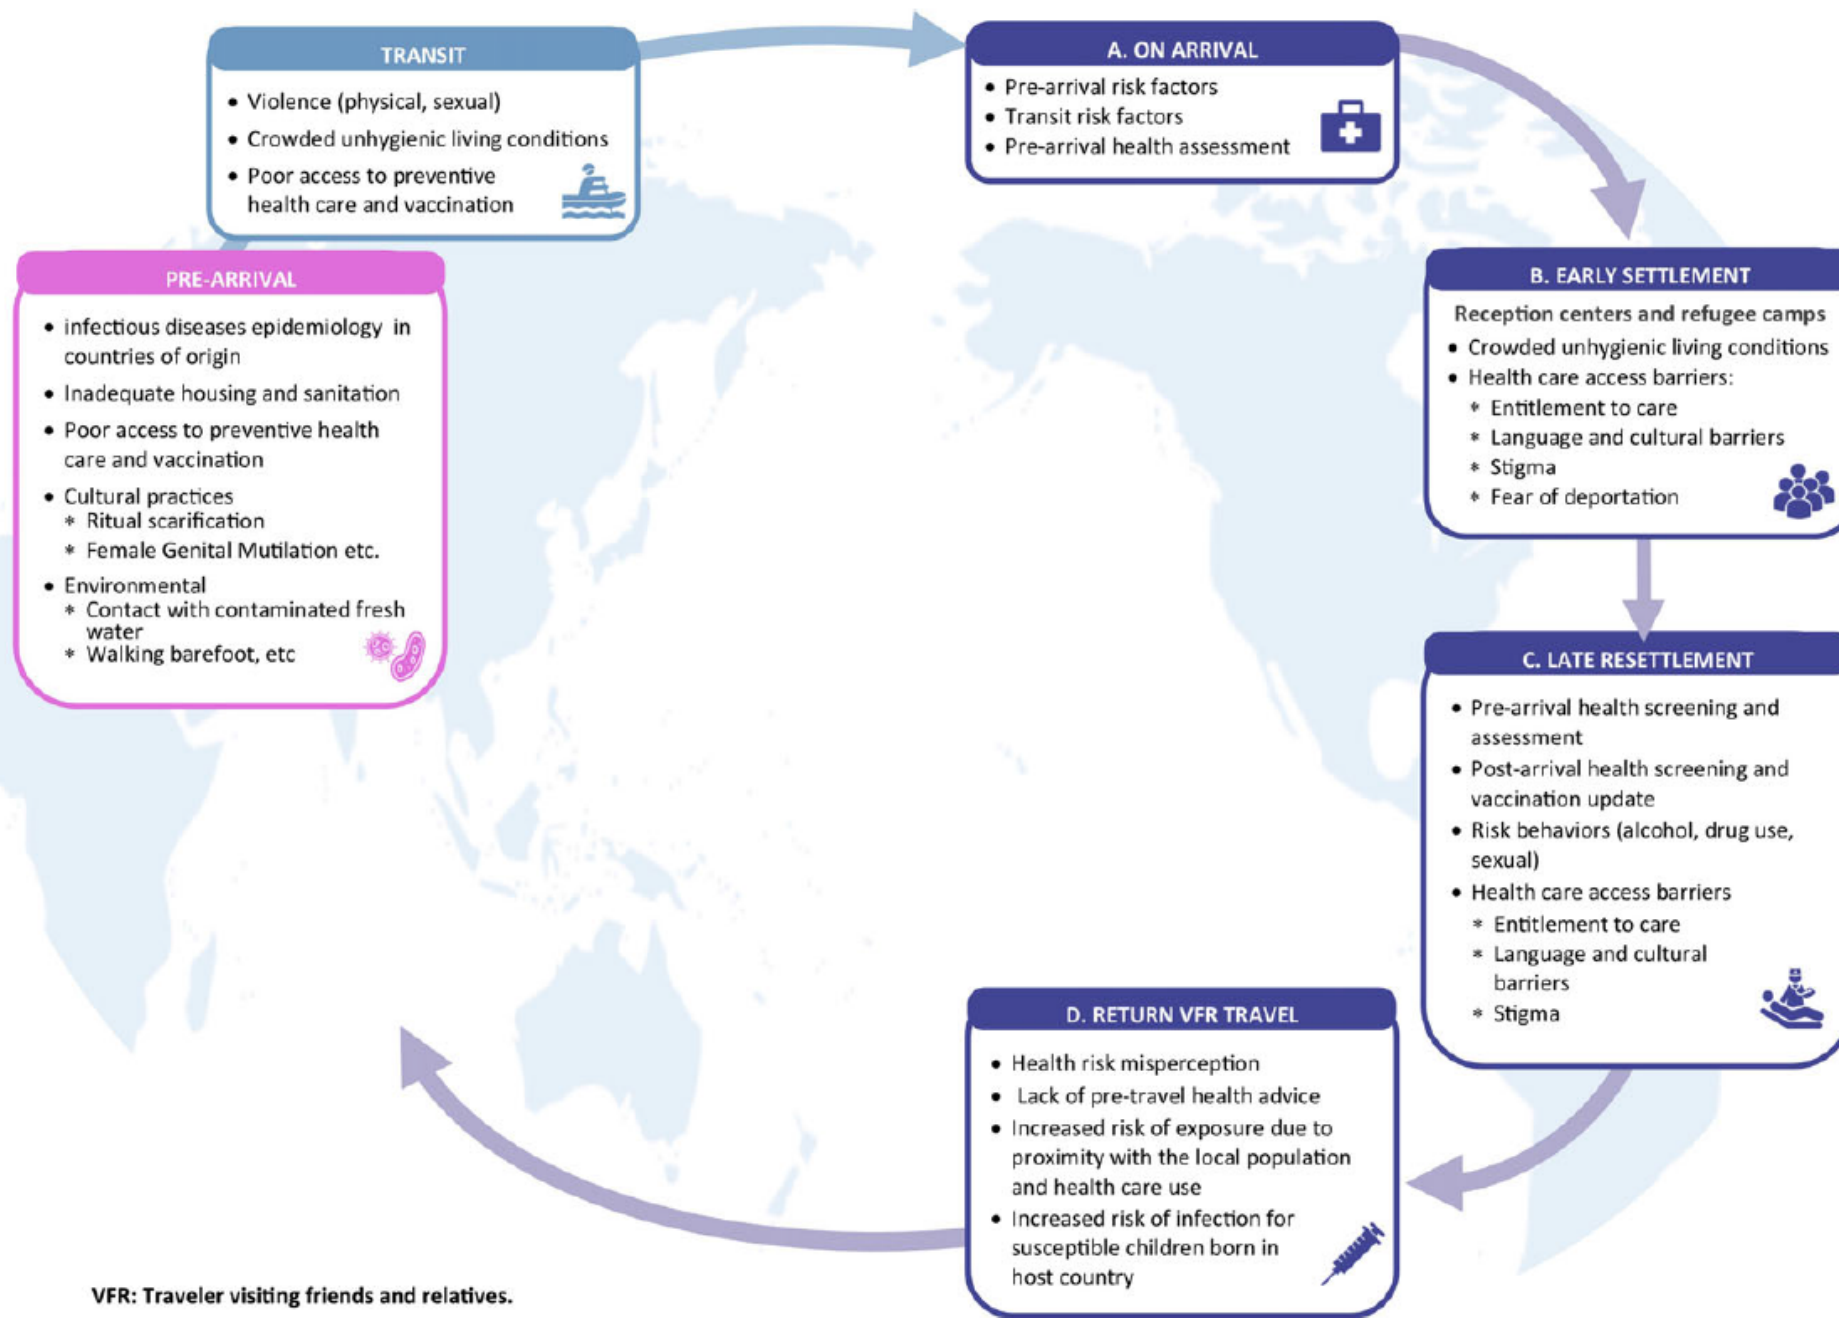 TRANSIT
• Violence (physical, sexual)
• Crowded unhygienic living conditions
• Poor access to preventive
health care and vaccination
A. ON ARRIVAL
• Pre-arrival risk factors
• Transit risk factors
• Pre-arrival health assessment
PRE-ARRIVAL
• infectious diseases epidemiology in
countries of origin
• Inadequate housing and sanitation
• Poor access to preventive health
care and vaccination
• Cultural practices
* Ritual scarification
* Female Genital Mutilation etc.
• Environmental
* Contact with contaminated fresh
water
* Walking barefoot, etc
B. EARLY SETTLEMENT
Reception centers and refugee camps
• Crowded unhygienic living conditions
• Health care access barriers:
* Entitlement to care
* Language and cultural barriers
* Stigma
* Fear of deportation
C. LATE RESETTLEMENT
• Pre-arrival health screening and
assessment
• Post-arrival health screening and
vaccination update
• Risk behaviors (alcohol, drug use,
sexual)
• Health care access barriers
* Entitlement to care
* Language and cultural
barriers
* Stigma
D. RETURN VFR TRAVEL
• Health risk misperception
• Lack of pre-travel health advice
• Increased risk of exposure due to
proximity with the local population
and health care use
• Increased risk of infection for
susceptible children born in
host country
VFR: Traveler visiting friends and relatives.